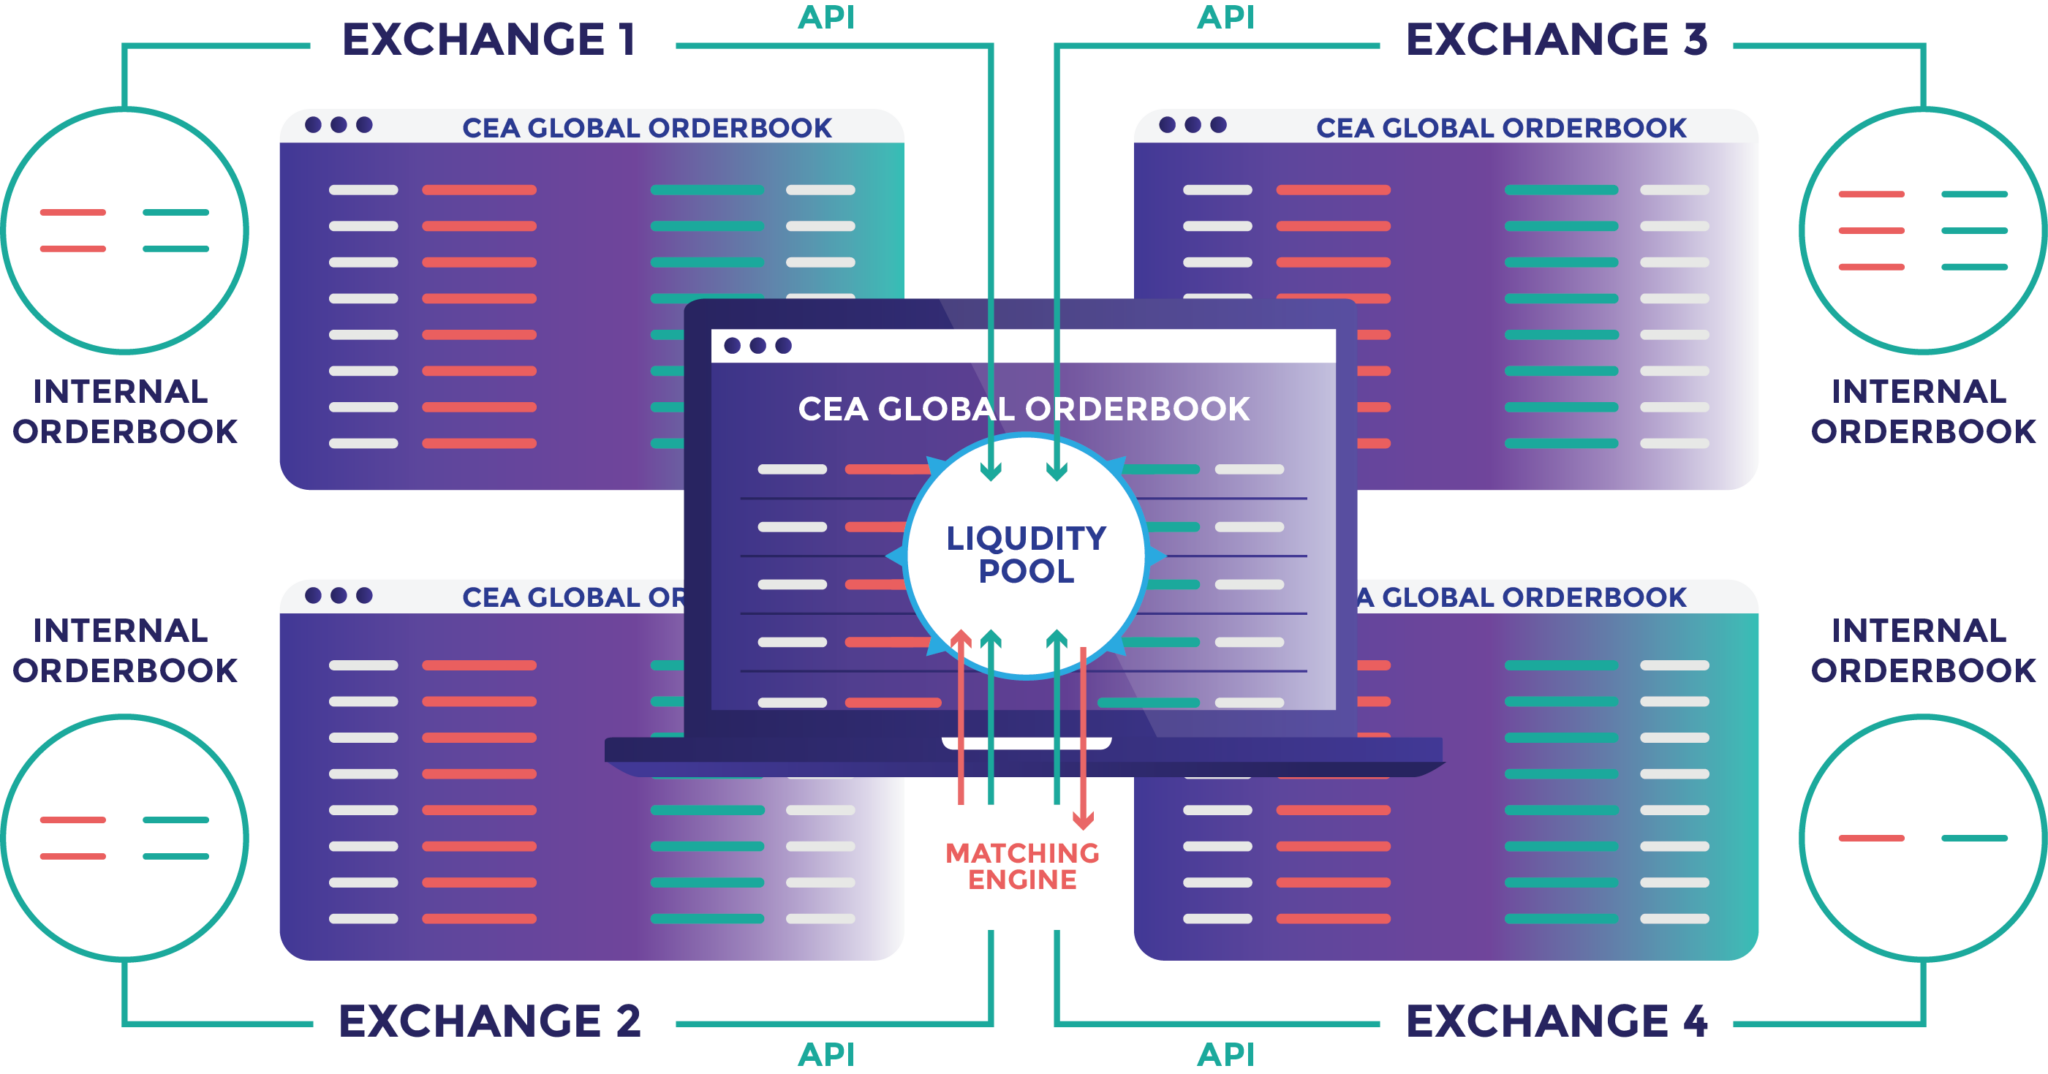 API
API
EXCHANGE 1
EXCHANGE 3
CEA GLOBAL ORDERBOOK
CEA GLOBAL ORDERBOOK
INTERNAL
ORDERBOOK
CEA GLOBAL ORDERBOOK
INTERNAL
ORDERBOOK
LIQUDITY
POOL
INTERNAL
ORDERBOOK
CEA GLOBAL OR
A GLOBAL ORDERBOOK
INTERNAL
ORDERBOOK
MATCHING
ENGINE
EXCHANGE 2
EXCHANGE 4
API
API